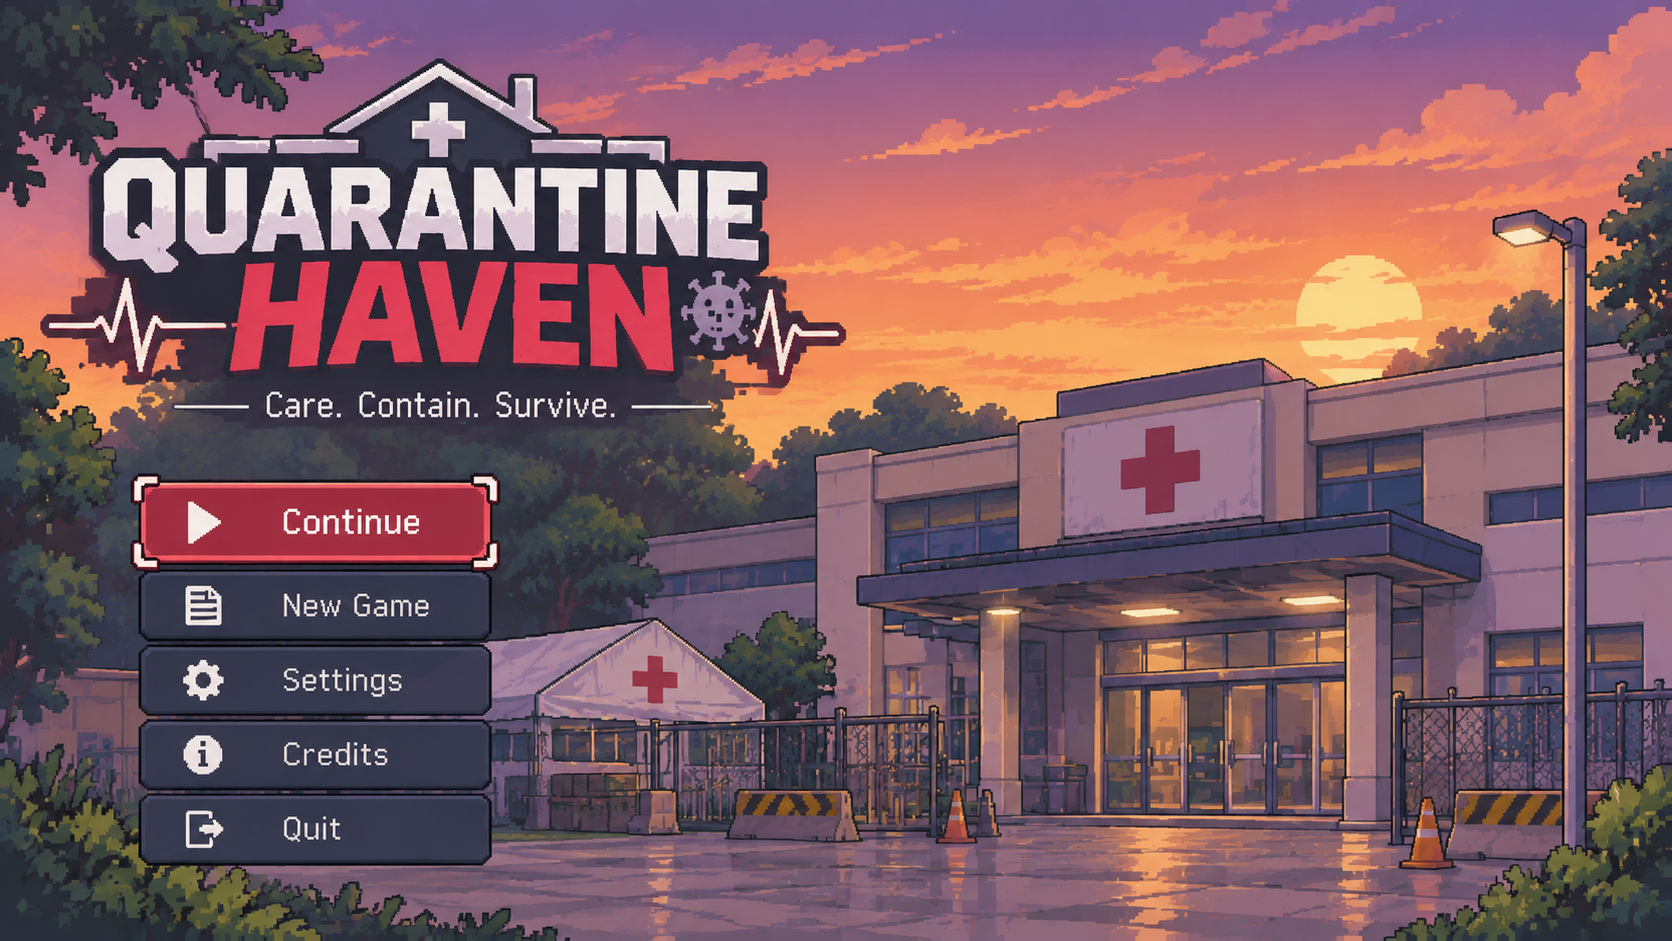 QUARANTINE
HAVEN
Care. Contain. Survive.
Continue
New Game
Settings
Credits
Quit